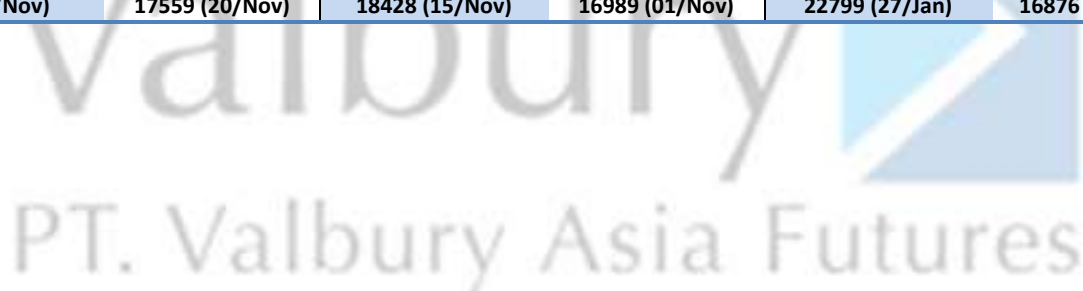 /Nov) 17559 (20/Nov) 18428 (15/Nov) 16989 (01/Nov) 22799 (27/Jan) 16876
Valbury
PT. Valbury Asia Futures